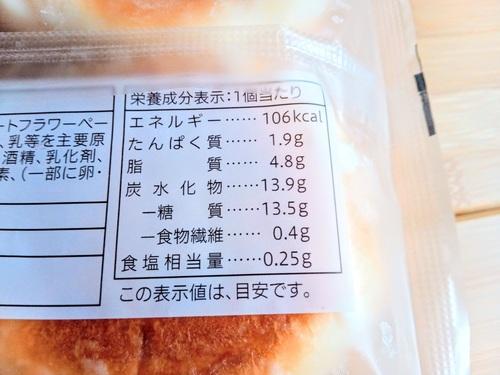 ートフラワーペー
、乳等を主要原
酒精、乳化剤、
素、(一部に卵・
栄養成分表示：1個当たり
エネルギー……106kcal
たんぱく質……1.9g
脂質……4.8g
炭水化物……13.9g
―糖質……13.5g
―食物繊維……0.4g
食塩相当量……0.25g
この表示値は、目安です。